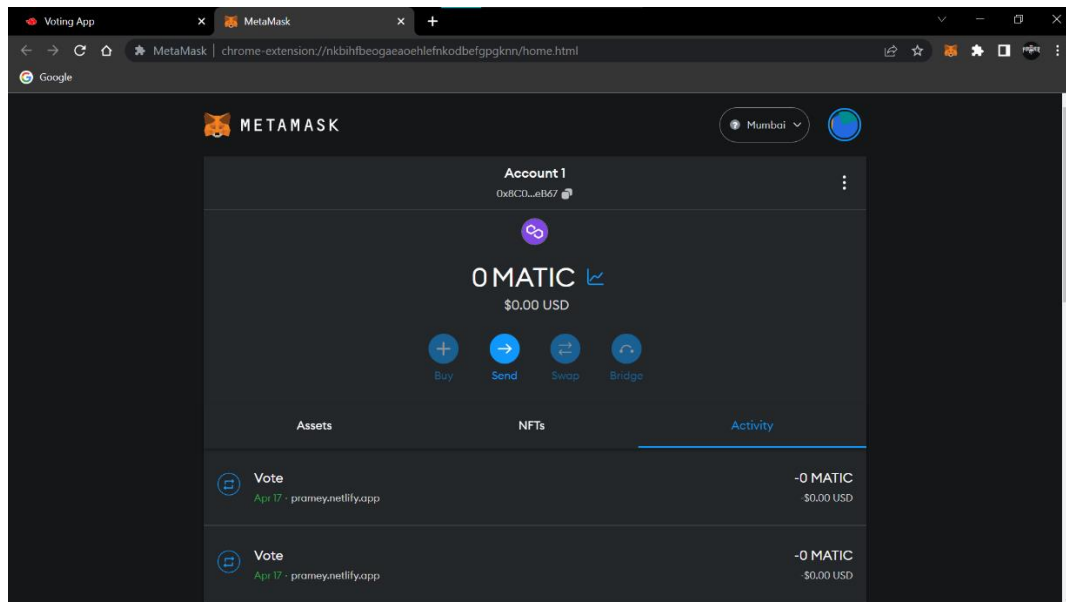 Voting App
MetaMask
MetaMask | chrome-extension://nkbihfbeogaeaoehlefnkodbefgpgknn/home.html
Google
METAMASK
Mumbai
Account 1
0x8C0...eB67
0 MATIC
$0.00 USD
Buy Send Swap Bridge
Assets NFTs Activity
Vote -0 MATIC
Apr 17 · pramey.netlify.app -$0.00 USD
Vote -0 MATIC
Apr 17 · pramey.netlify.app -$0.00 USD